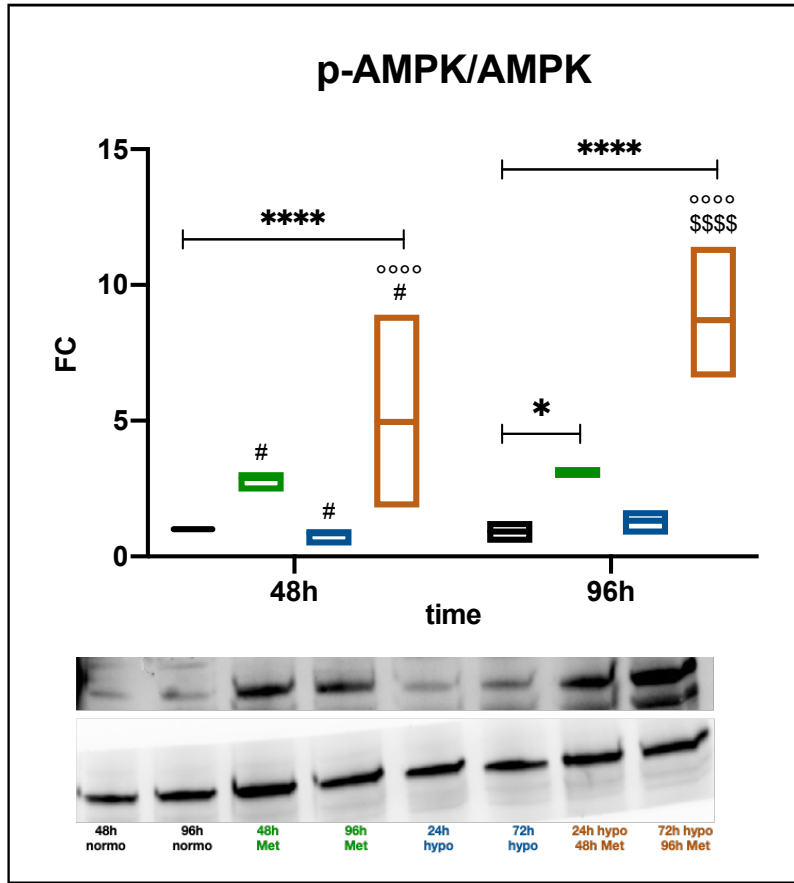 p-AMPK/AMPK
15
10
5
0
FC
****
°°°°
#
#
#
****
°°°°
$$$$
*
48h
96h
time
48h normo
96h normo
48h Met
96h Met
24h hypo
72h hypo
24h hypo 48h Met
72h hypo 96h Met